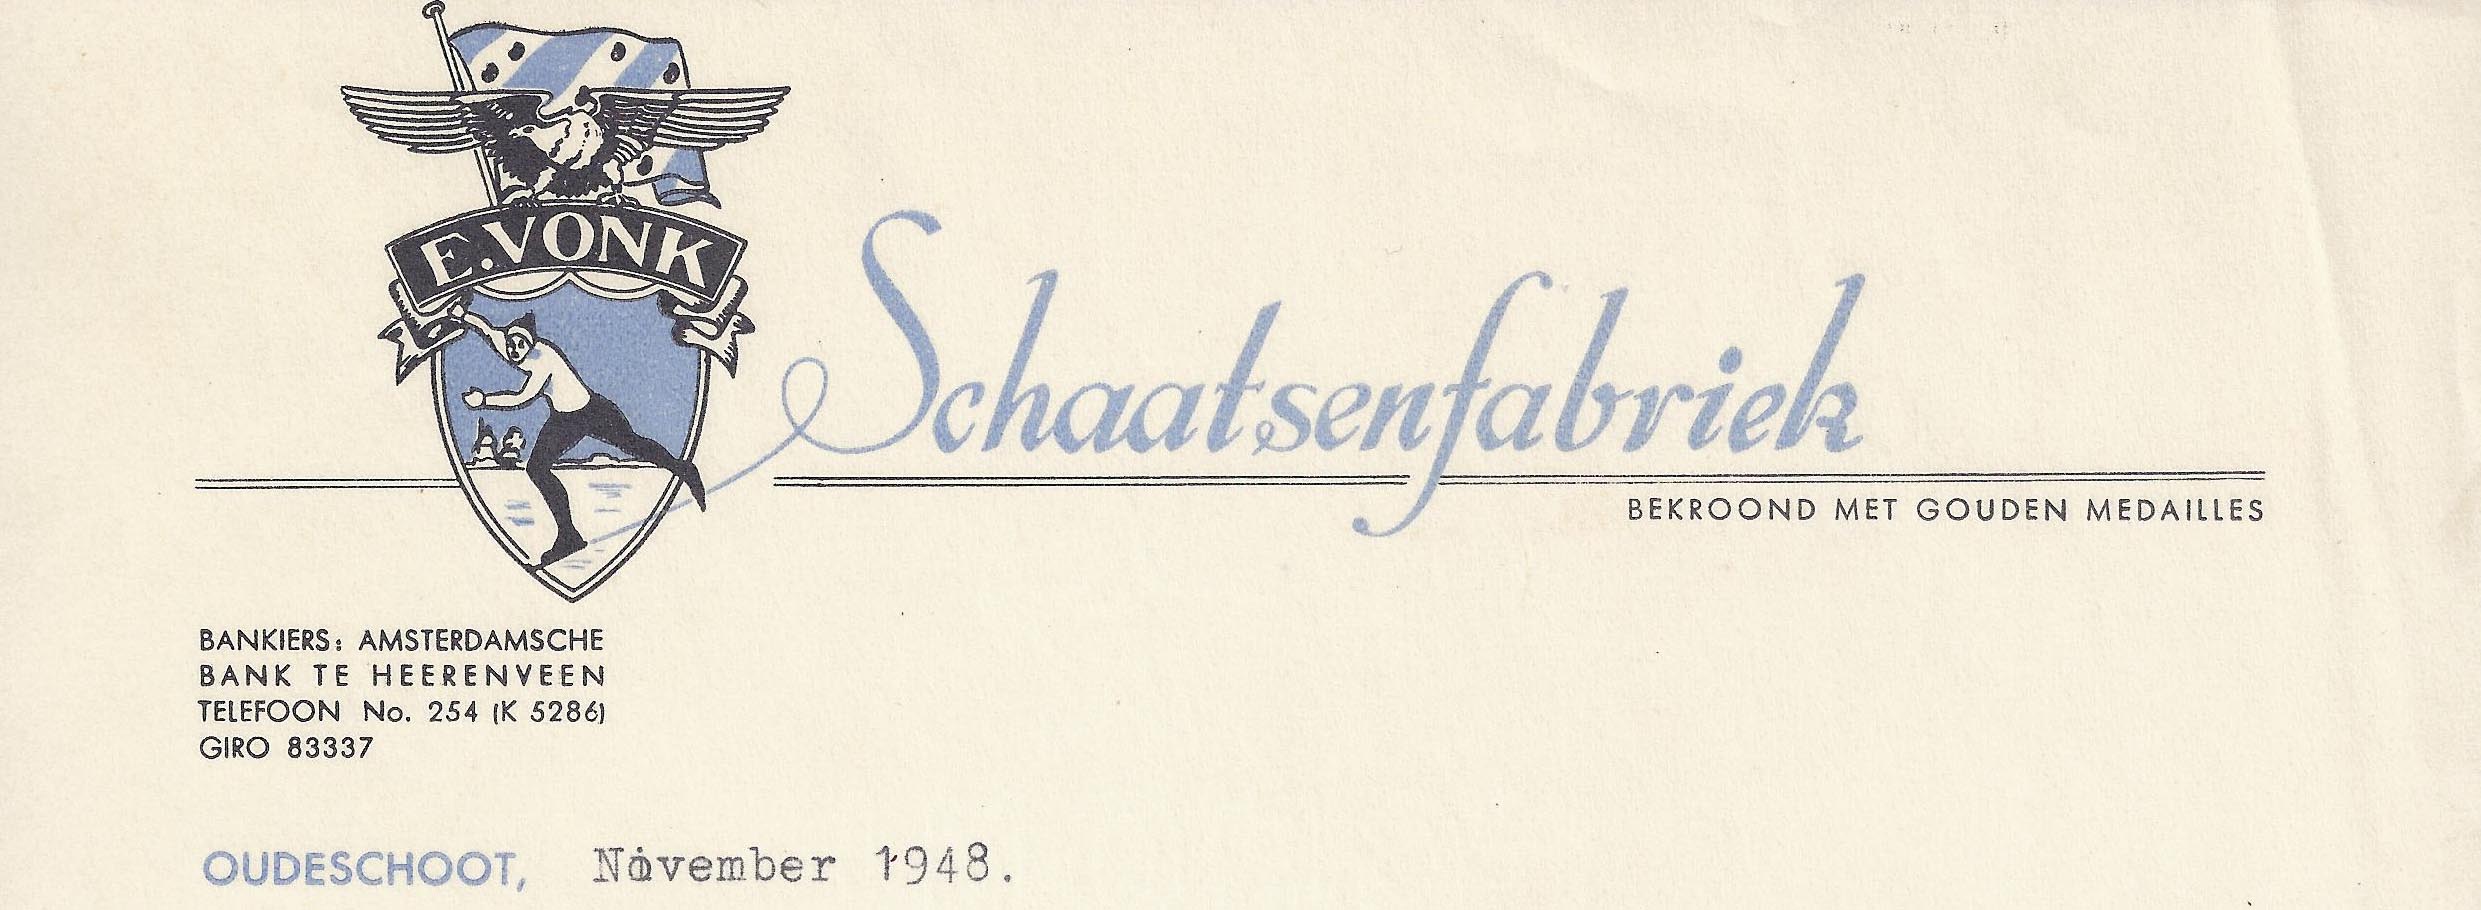 E. VONK
Schaatsenfabriek
BEKROOND MET GOUDEN MEDAILLES
BANKIERS: AMSTERDAMSCHE
BANK TE HEERENVEEN
TELEFOON No. 254 (K 5286)
GIRO 83337
OUDESCHOOT, November 1948.